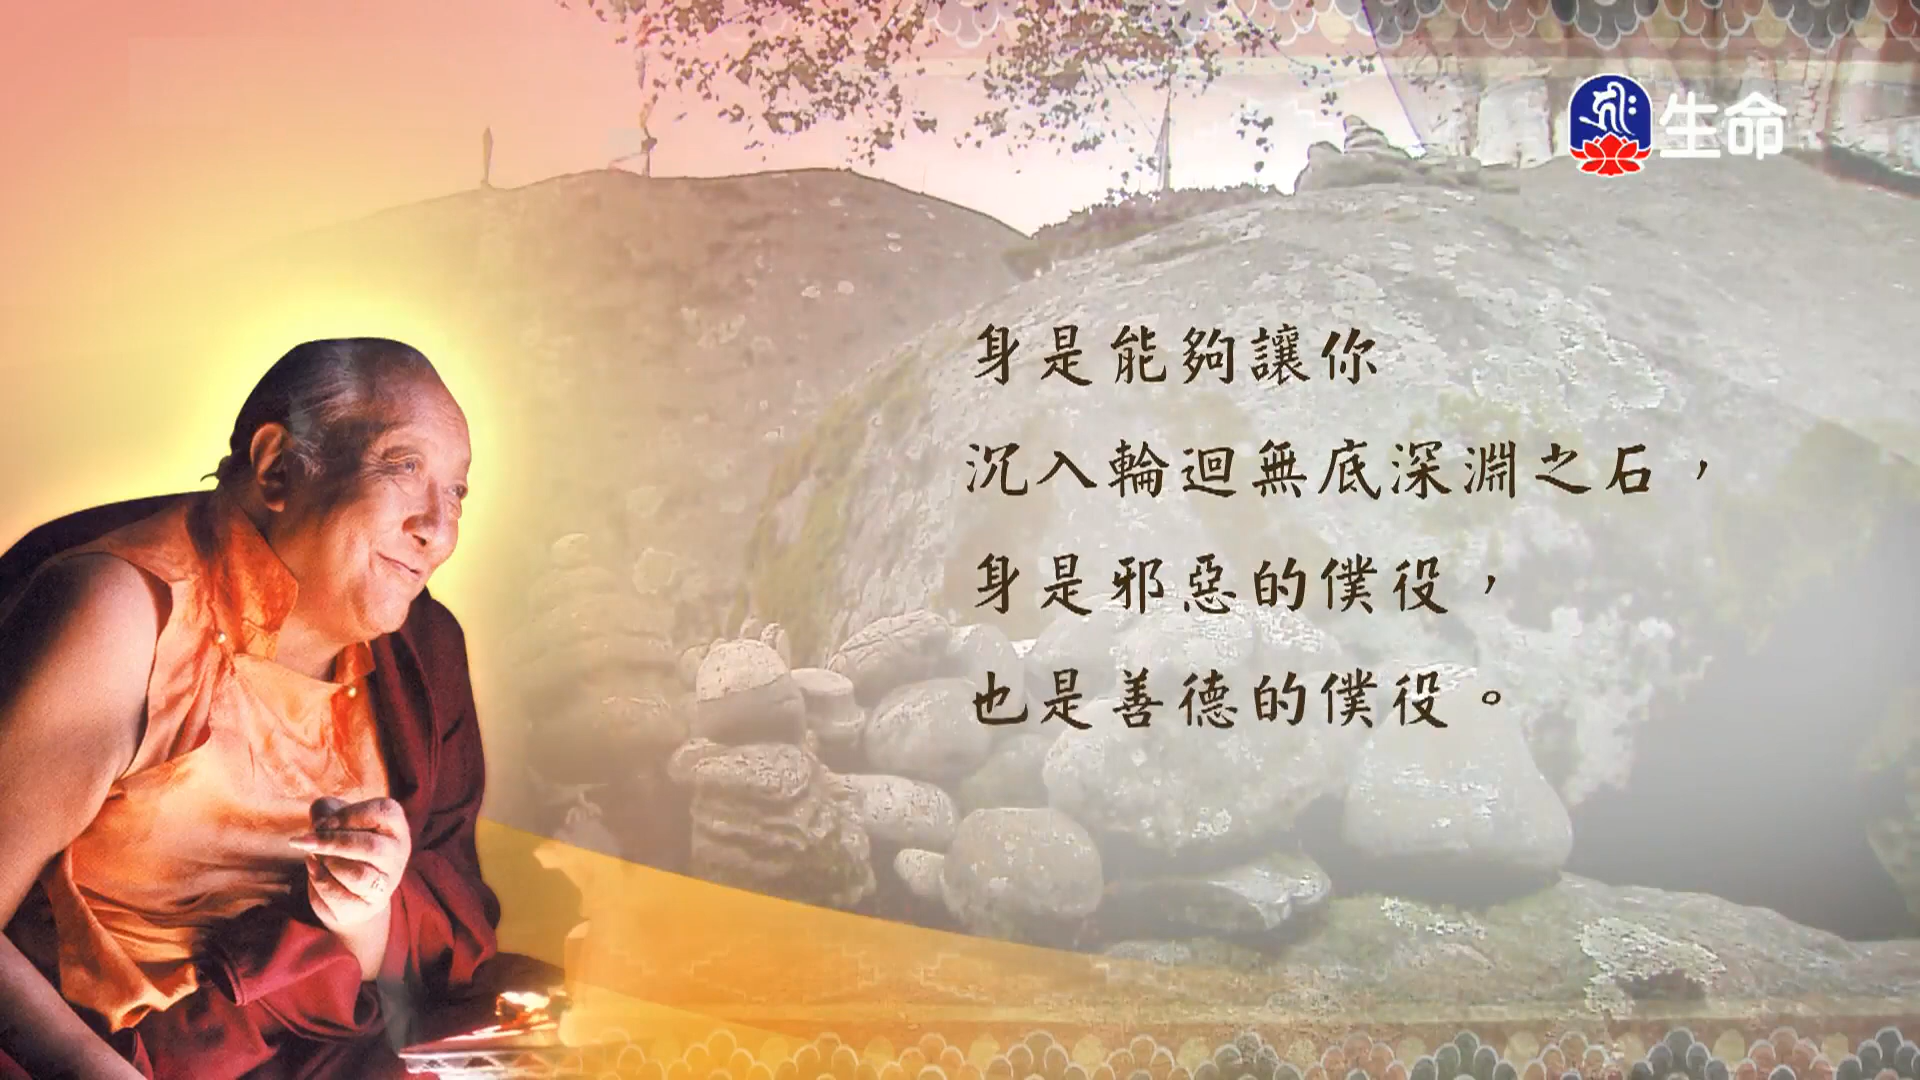 生命
身是能夠讓你
沉入輪迴無底深淵之石，
身是邪惡的僕役，
也是善德的僕役。